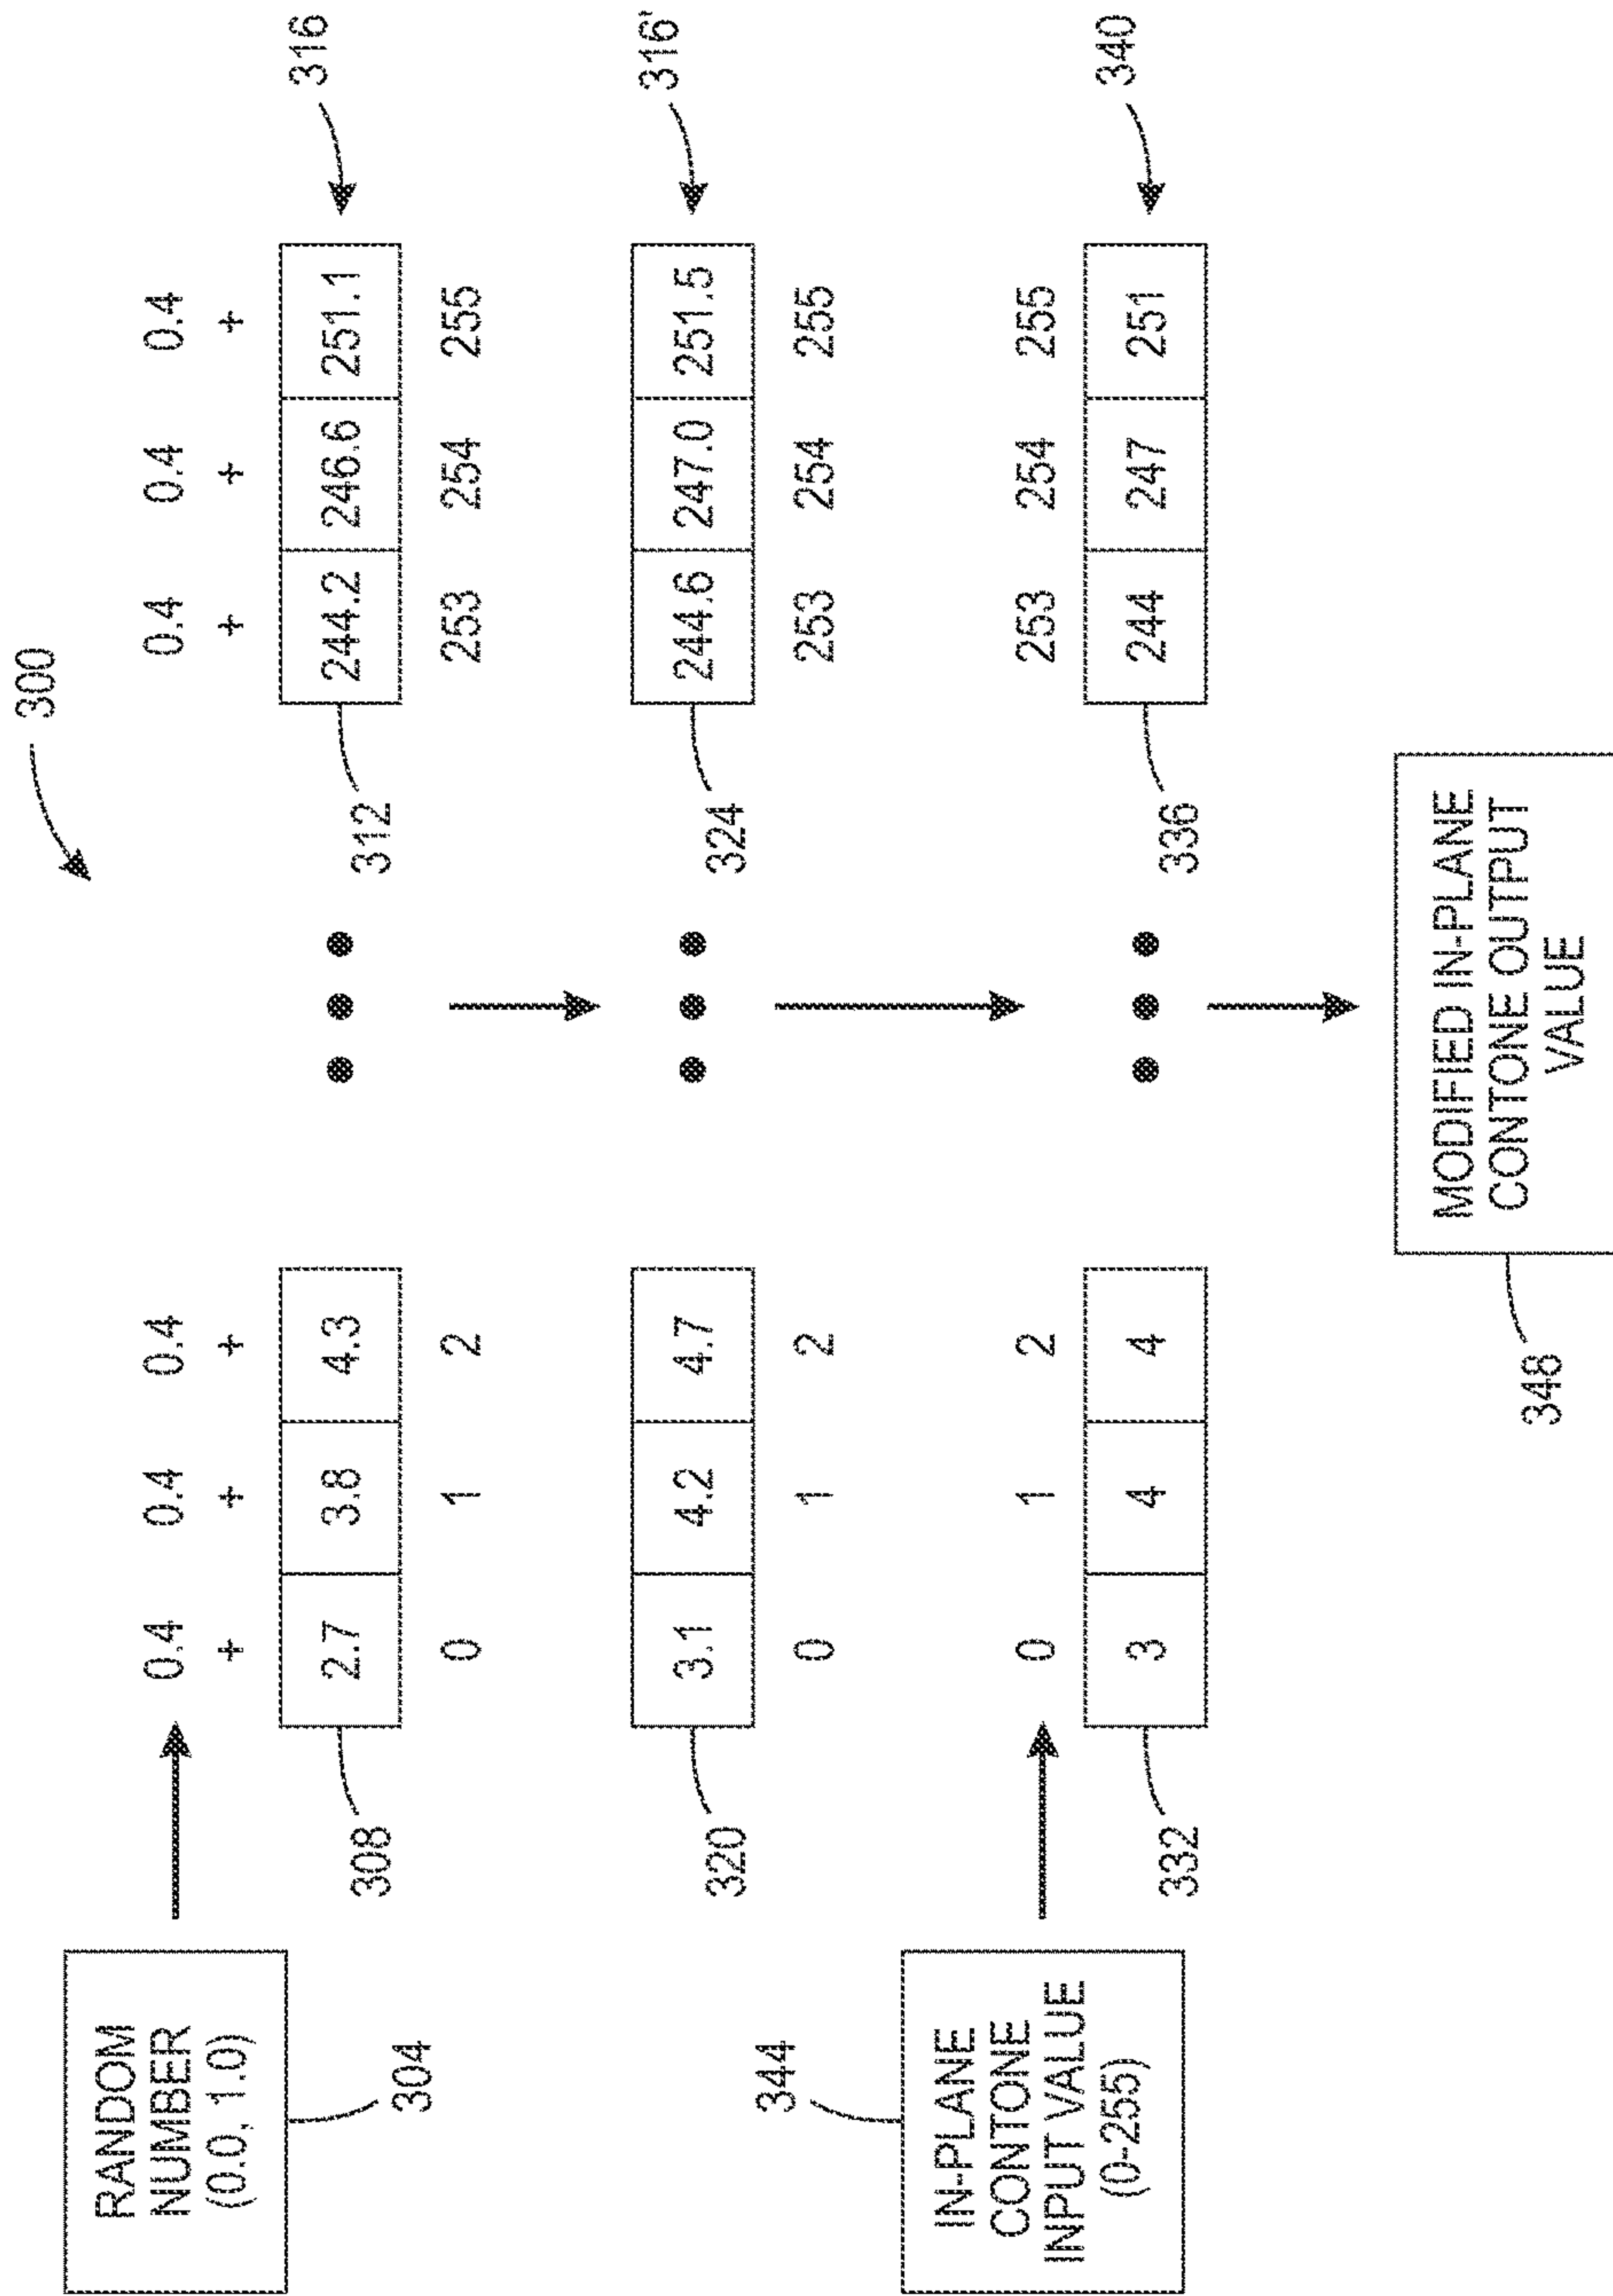 300
RANDOM
NUMBER
(0.0, 1.0)
304
0.4 0.4 0.4 0.4 0.4 0.4
+ + + + + +
2.7 3.8 4.3 244.2 246.6 251.1
0 1 2 253 254 255
308
312
316
3.1 4.2 4.7 244.6 247.0 251.5
0 1 2 253 254 255
320
324
316'
IN-PLANE
CONTONE
INPUT VALUE
(0-255)
344
0 1 2 253 254 255
3 4 4 244 247 251
332
336
340
MODIFIED IN-PLANE
CONTONE OUTPUT
VALUE
348